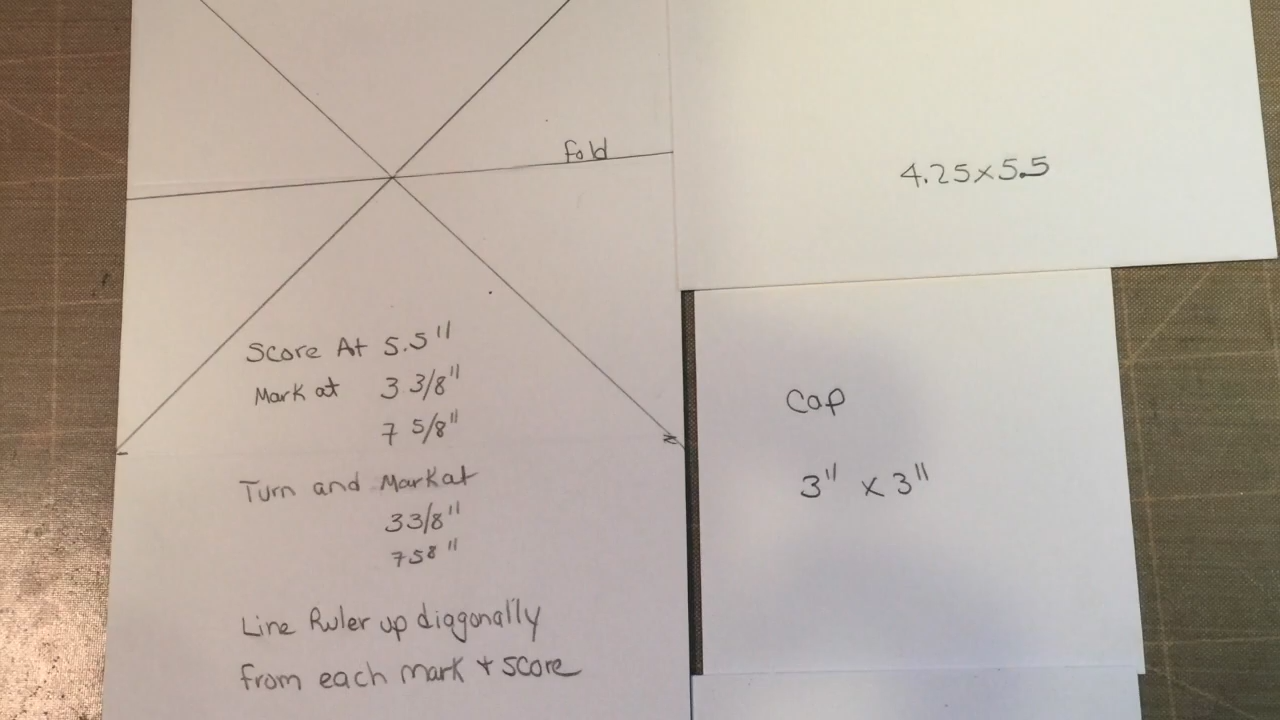 fold
Score At 5.5"
Mark at 3 3/8"
7 5/8"
Turn and Mark at
3 3/8"
7 58"
Line Ruler up diagonally
from each mark + score
4.25x5.5
Cap
3" x 3"